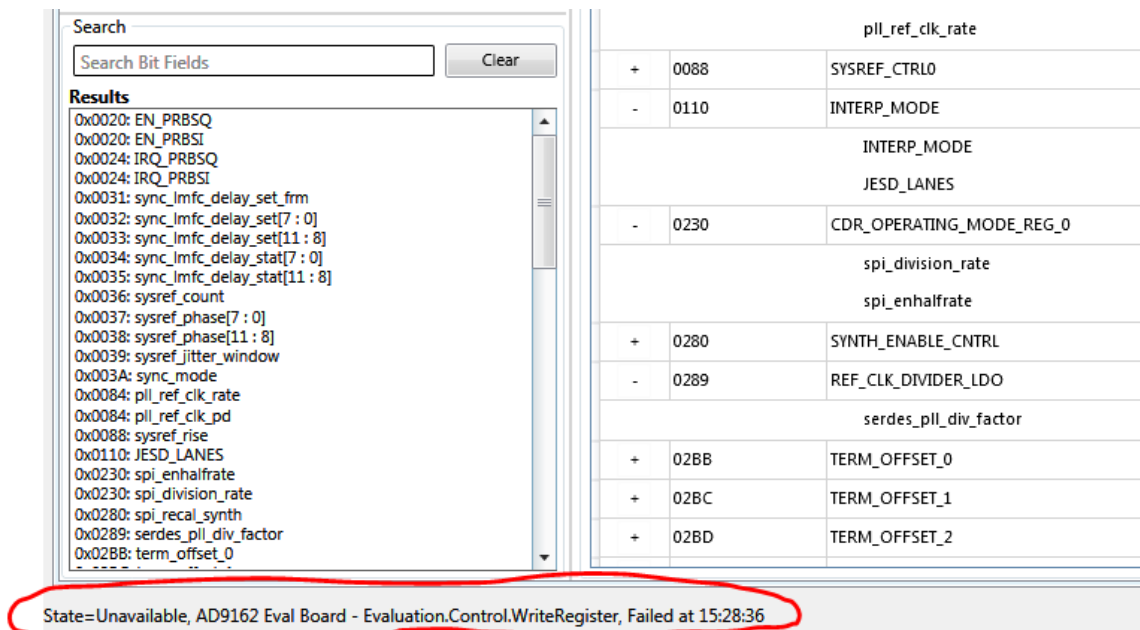 Search
Search Bit Fields
Clear
Results
0x0020: EN_PRBSQ
0x0020: EN_PRBSI
0x0024: IRQ_PRBSQ
0x0024: IRQ_PRBSI
0x0031: sync_lmfc_delay_set_frm
0x0032: sync_lmfc_delay_set[7 : 0]
0x0033: sync_lmfc_delay_set[11 : 8]
0x0034: sync_lmfc_delay_stat[7 : 0]
0x0035: sync_lmfc_delay_stat[11 : 8]
0x0036: sysref_count
0x0037: sysref_phase[7 : 0]
0x0038: sysref_phase[11 : 8]
0x0039: sysref_jitter_window
0x003A: sync_mode
0x0084: pll_ref_clk_rate
0x0084: pll_ref_clk_pd
0x0088: sysref_rise
0x0110: JESD_LANES
0x0230: spi_enhalfrate
0x0230: spi_division_rate
0x0280: spi_recal_synth
0x0289: serdes_pll_div_factor
0x02BB: term_offset_0
pll_ref_clk_rate
+ 0088 SYSREF_CTRL0
- 0110 INTERP_MODE
INTERP_MODE
JESD_LANES
- 0230 CDR_OPERATING_MODE_REG_0
spi_division_rate
spi_enhalfrate
+ 0280 SYNTH_ENABLE_CNTRL
- 0289 REF_CLK_DIVIDER_LDO
serdes_pll_div_factor
+ 02BB TERM_OFFSET_0
+ 02BC TERM_OFFSET_1
+ 02BD TERM_OFFSET_2
State=Unavailable, AD9162 Eval Board - Evaluation.Control.WriteRegister, Failed at 15:28:36